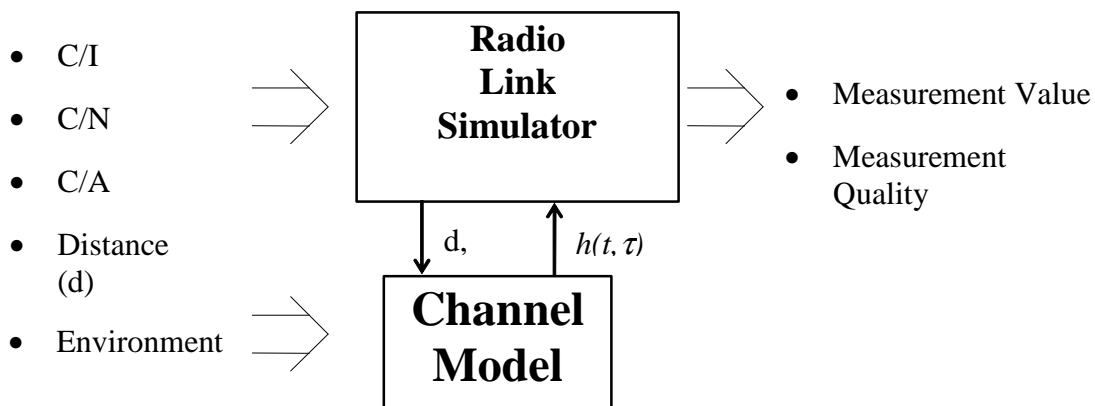 • C/I
• C/N
• C/A
• Distance
(d)
• Environment
Radio
Link
Simulator
d,
h(t, τ)
Channel
Model
• Measurement Value
• Measurement
Quality